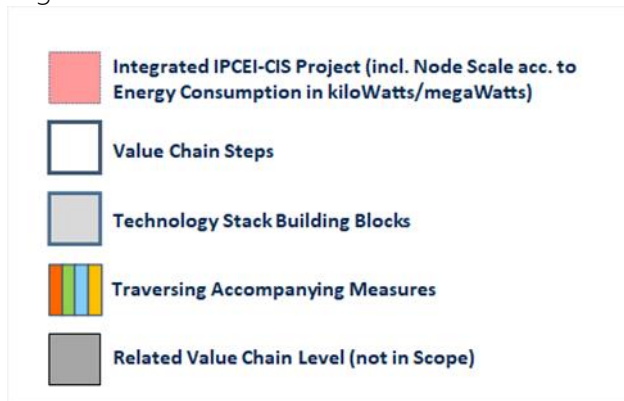 Integrated IPCEI-CIS Project (incl. Node Scale acc. to
Energy Consumption in kiloWatts/megaWatts)
Value Chain Steps
Technology Stack Building Blocks
Traversing Accompanying Measures
Related Value Chain Level (not in Scope)